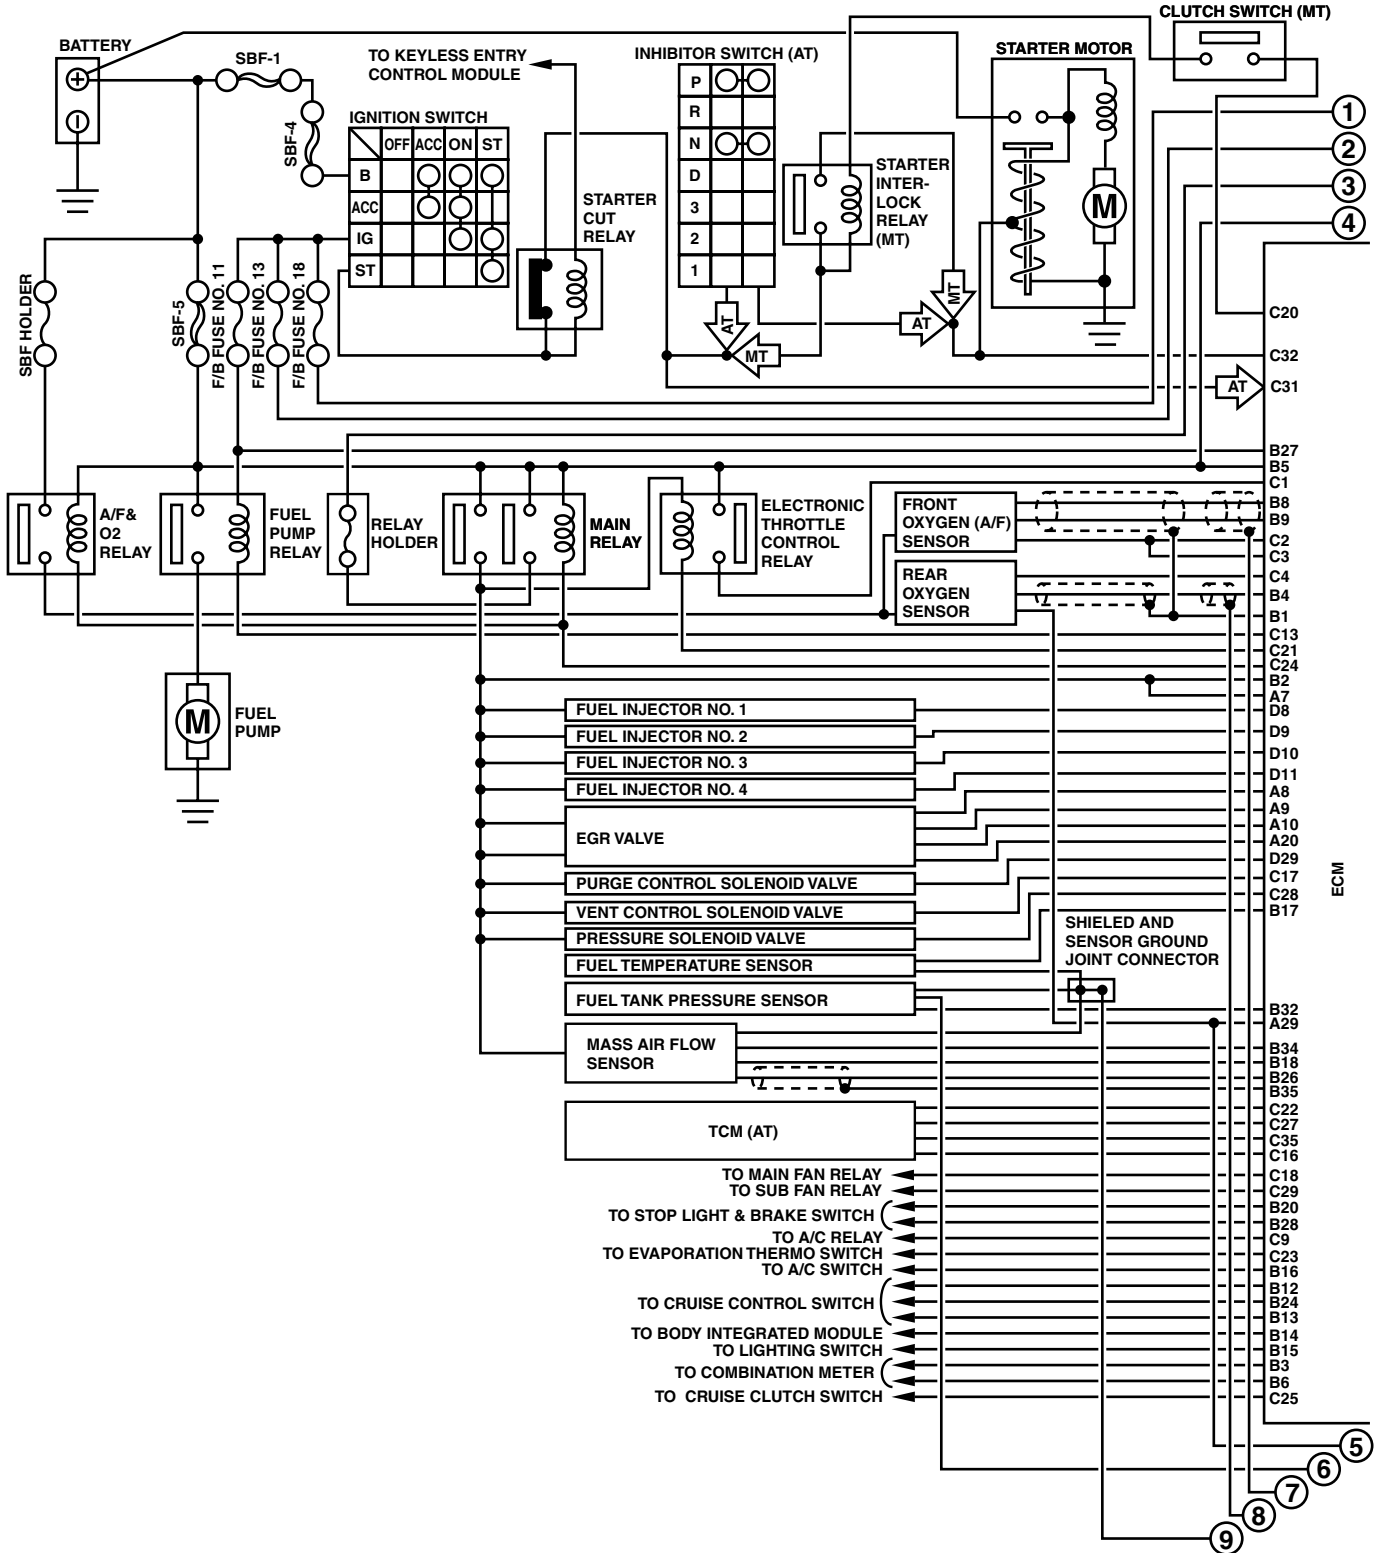 CLUTCH SWITCH (MT)
BATTERY
SBF-1
TO KEYLESS ENTRY
CONTROL MODULE
INHIBITOR SWITCH (AT)
STARTER MOTOR
P
R
N
D
3
2
1
SBF-4
IGNITION SWITCH
OFF ACC ON ST
B
ACC
IG
ST
STARTER
CUT
RELAY
STARTER
INTER-
LOCK
RELAY
(MT)
M
1
2
3
4
SBF HOLDER
SBF-5
F/B FUSE NO. 11
F/B FUSE NO. 13
F/B FUSE NO. 18
AT
MT
AT
MT
AT
C20
C32
C31
B27
B5
C1
B8
B9
C2
C3
C4
B4
B1
C13
C21
C24
B2
A7
D8
D9
D10
D11
A8
A9
A10
A20
D29
C17
C28
B17
B32
A29
B34
B18
B26
B35
C22
C27
C35
C16
C18
C29
B20
B28
C9
C23
B16
B12
B24
B13
B14
B15
B3
B6
C25
ECM
A/F&
O2
RELAY
FUEL
PUMP
RELAY
RELAY
HOLDER
MAIN
RELAY
ELECTRONIC
THROTTLE
CONTROL
RELAY
FRONT
OXYGEN (A/F)
SENSOR
REAR
OXYGEN
SENSOR
M
FUEL
PUMP
FUEL INJECTOR NO. 1
FUEL INJECTOR NO. 2
FUEL INJECTOR NO. 3
FUEL INJECTOR NO. 4
EGR VALVE
PURGE CONTROL SOLENOID VALVE
VENT CONTROL SOLENOID VALVE
PRESSURE SOLENOID VALVE
FUEL TEMPERATURE SENSOR
FUEL TANK PRESSURE SENSOR
SHIELED AND
SENSOR GROUND
JOINT CONNECTOR
MASS AIR FLOW
SENSOR
TCM (AT)
TO MAIN FAN RELAY
TO SUB FAN RELAY
TO STOP LIGHT & BRAKE SWITCH
TO A/C RELAY
TO EVAPORATION THERMO SWITCH
TO A/C SWITCH
TO CRUISE CONTROL SWITCH
TO BODY INTEGRATED MODULE
TO LIGHTING SWITCH
TO COMBINATION METER
TO CRUISE CLUTCH SWITCH
5
6
7
8
9